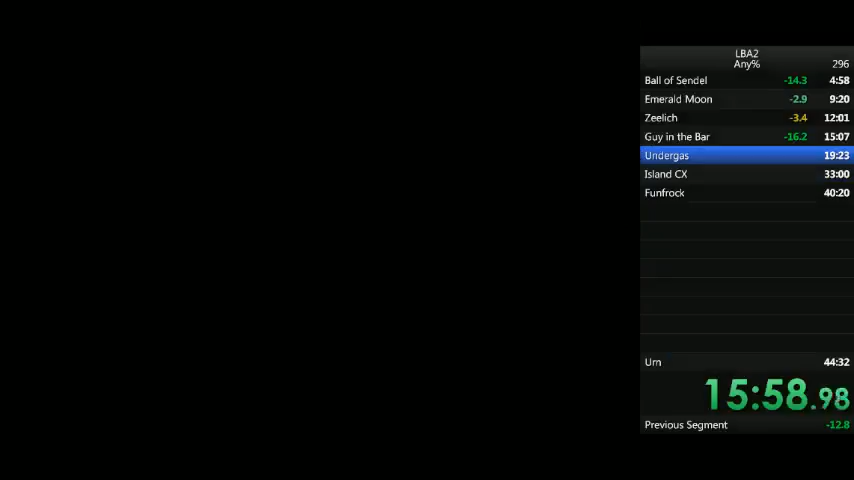 LBA2
Any% 296
Ball of Sendel -14.3 4:58
Emerald Moon -2.9 9:20
Zeelich -3.4 12:01
Guy in the Bar -16.2 15:07
Undergas 19:23
Island CX 33:00
Funfrock 40:20
Urn 44:32
15:58.98
Previous Segment -12.8